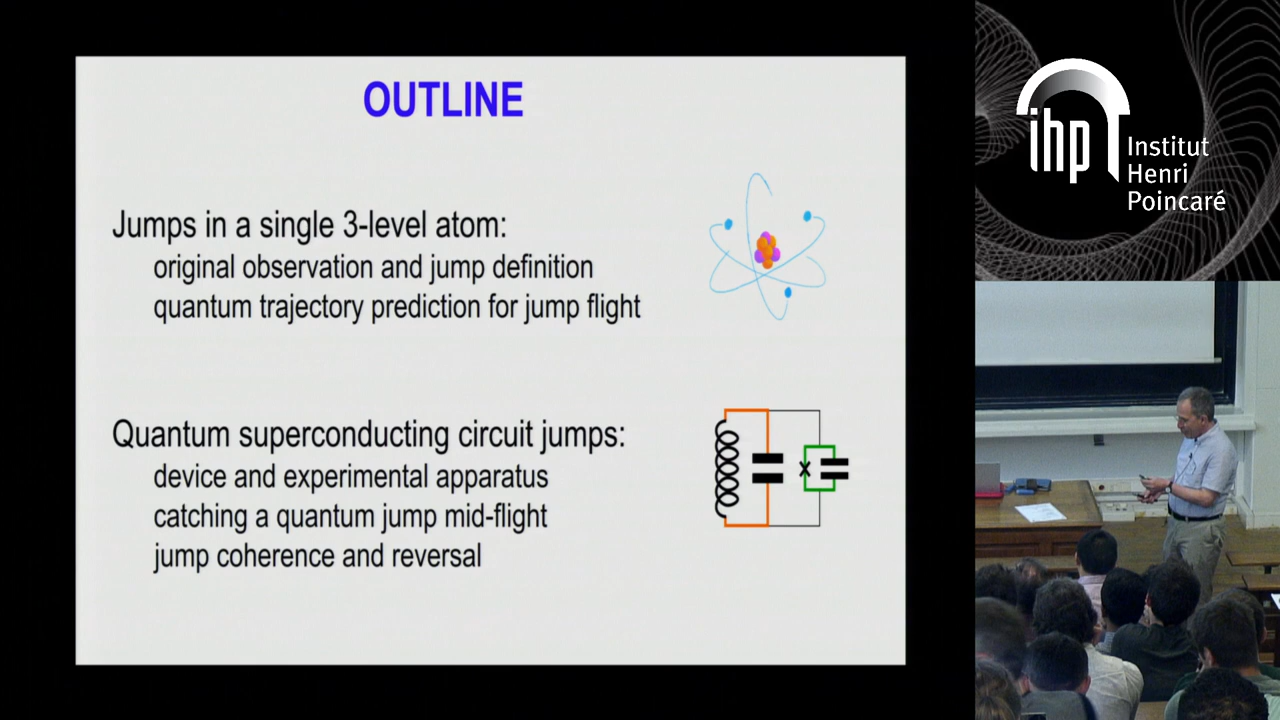 OUTLINE
Jumps in a single 3-level atom:
original observation and jump definition
quantum trajectory prediction for jump flight
Quantum superconducting circuit jumps:
device and experimental apparatus
catching a quantum jump mid-flight
jump coherence and reversal
ihp
Institut
Henri
Poincaré